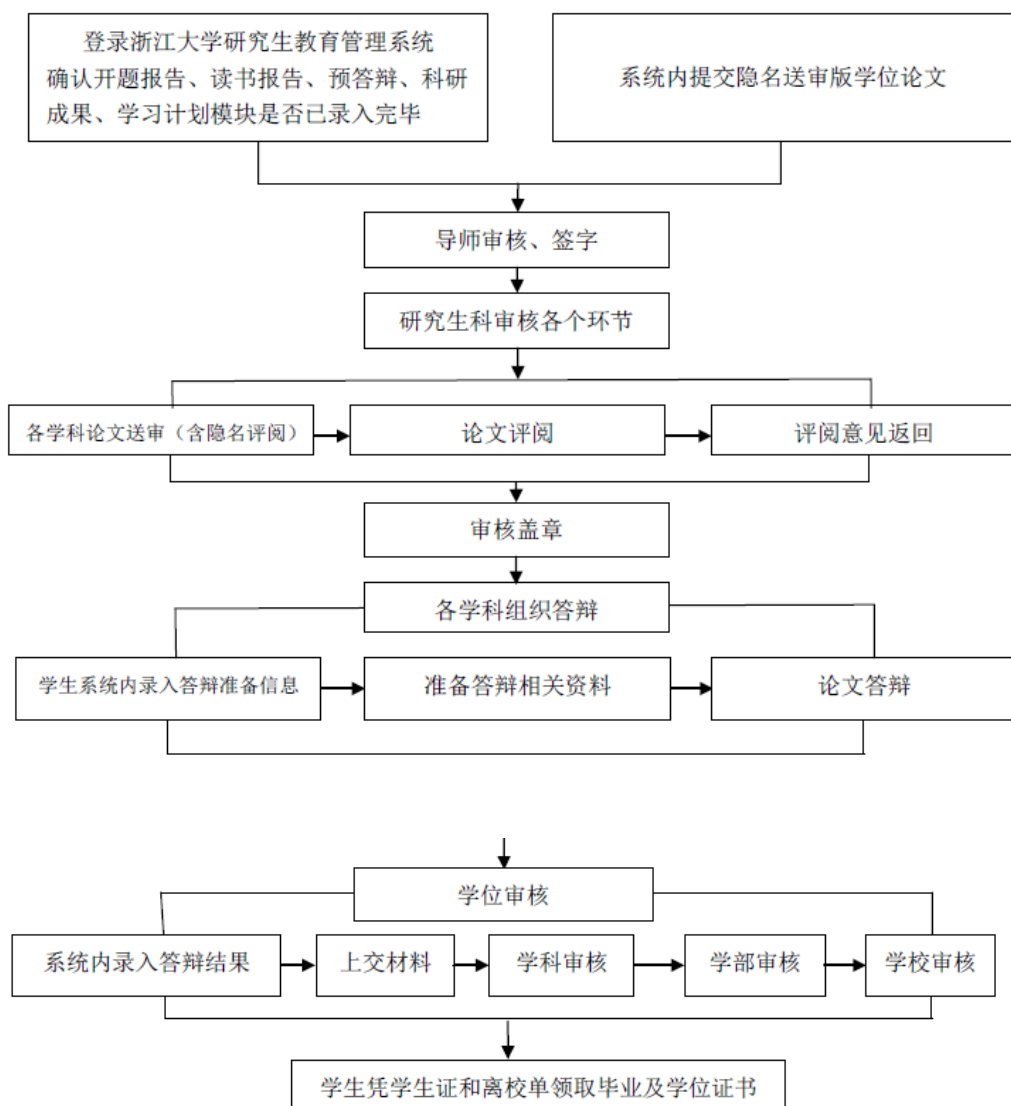 登录浙江大学研究生教育管理系统
确认开题报告、读书报告、预答辩、科研
成果、学习计划模块是否已录入完毕
系统内提交隐名送审版学位论文
导师审核、签字
研究生科审核各个环节
各学科论文送审（含隐名评阅）
论文评阅
评阅意见返回
审核盖章
各学科组织答辩
学生系统内录入答辩准备信息
准备答辩相关资料
论文答辩
学位审核
系统内录入答辩结果
上交材料
学科审核
学部审核
学校审核
学生凭学生证和离校单领取毕业及学位证书